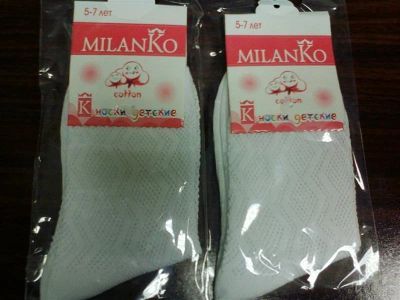 5-7 лет
MILANKO
cotton
K носки детские
5-7 лет
MILANKO
cotton
K носки детские